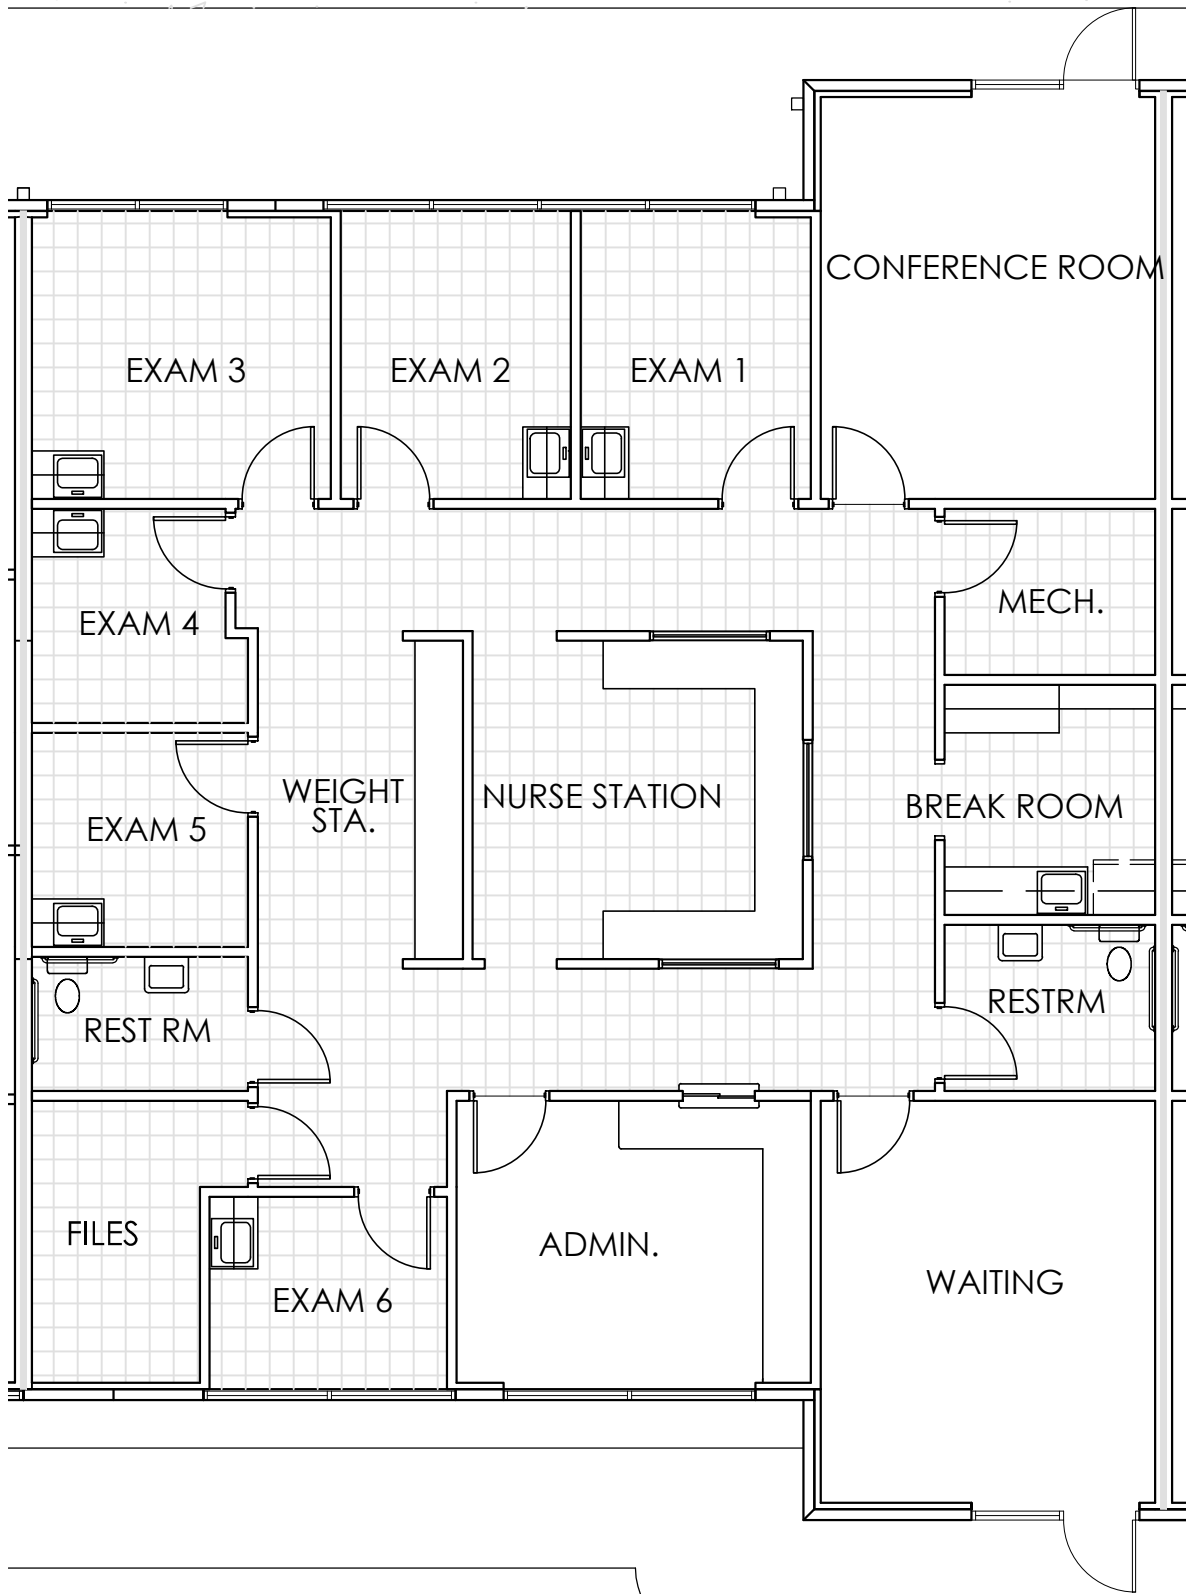 CONFERENCE ROOM
EXAM 3
EXAM 2
EXAM 1
EXAM 4
MECH.
WEIGHT
STA.
NURSE STATION
BREAK ROOM
EXAM 5
REST RM
RESTRM
FILES
EXAM 6
ADMIN.
WAITING